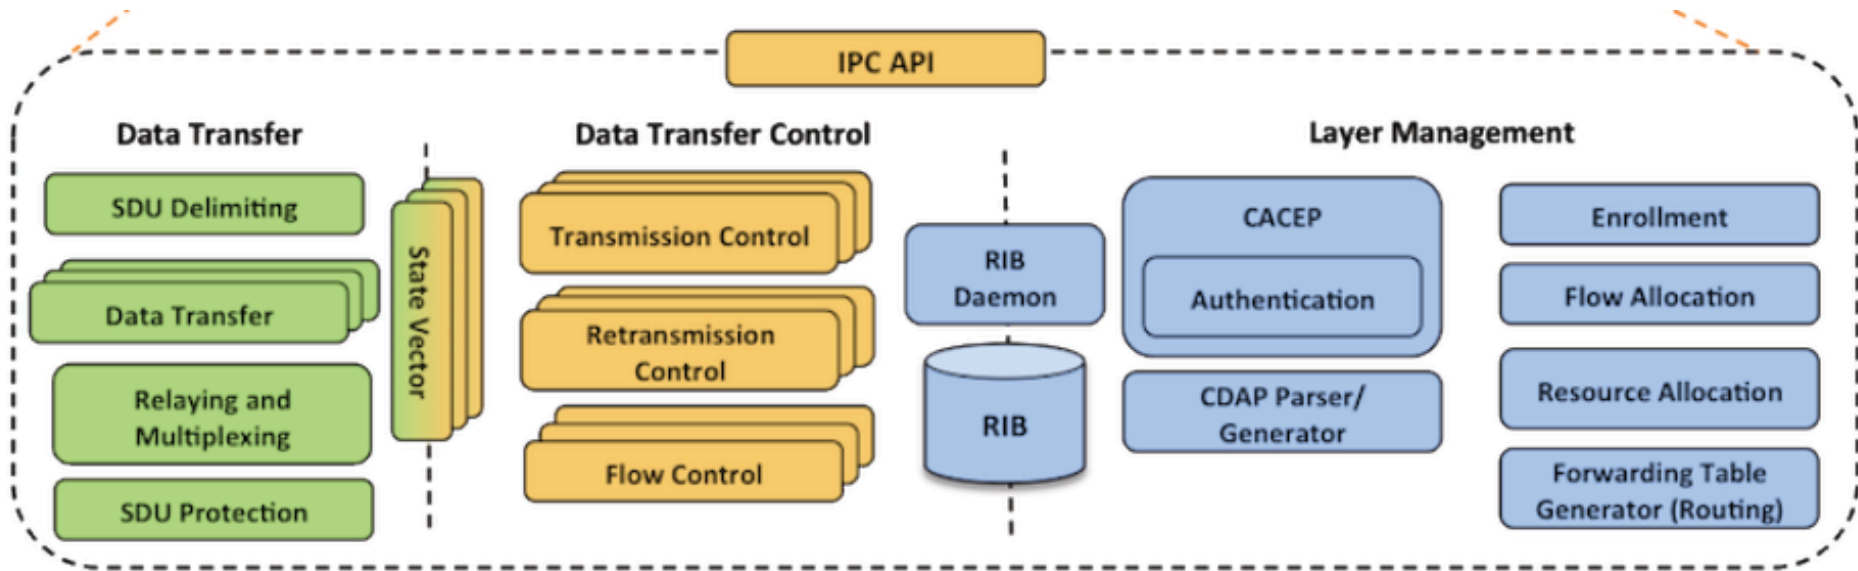 IPC API
Data Transfer
Data Transfer Control
Layer Management
SDU Delimiting
Data Transfer
Relaying and
Multiplexing
SDU Protection
State Vector
Transmission Control
Retransmission
Control
Flow Control
RIB
Daemon
RIB
CACEP
Authentication
CDAP Parser/
Generator
Enrollment
Flow Allocation
Resource Allocation
Forwarding Table
Generator (Routing)